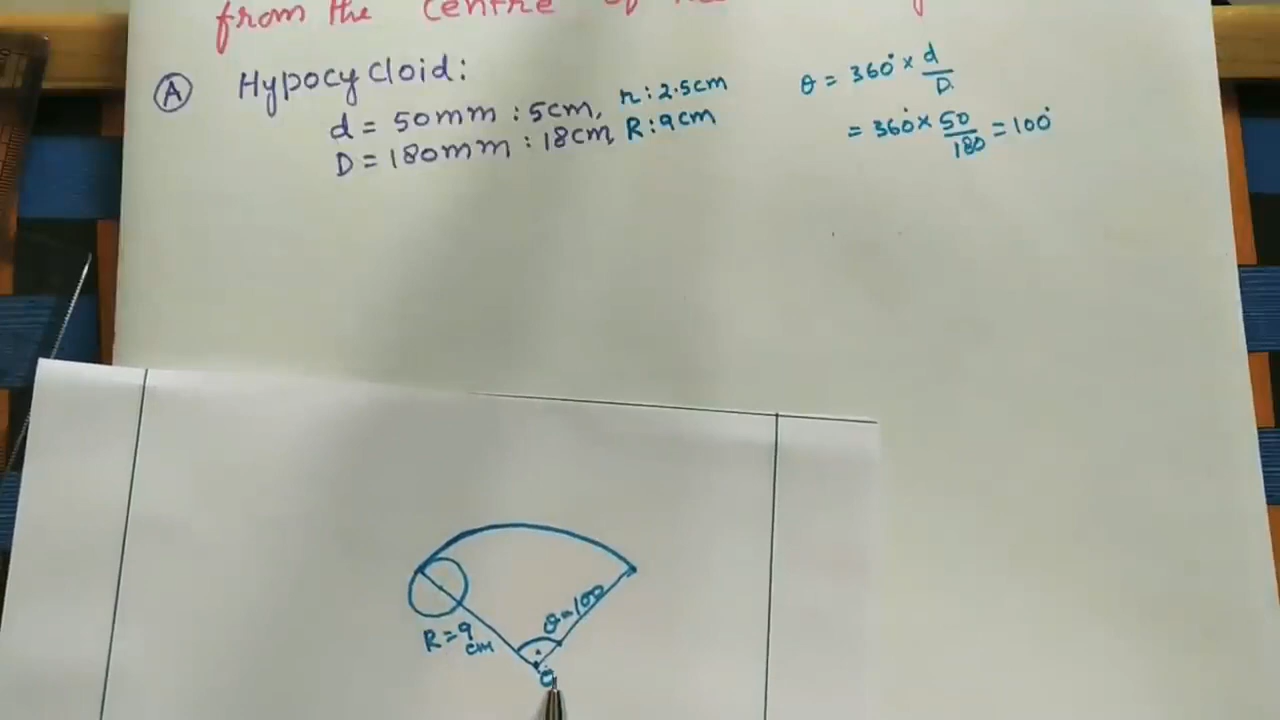 from the centre of
Ⓐ Hypocycloid:
d = 50mm : 5cm, r : 2.5cm
D = 180mm : 18cm R : 9cm
θ = 360° × d/D
= 360° × 50/180 = 100°
θ = 100
R = 9 cm
O